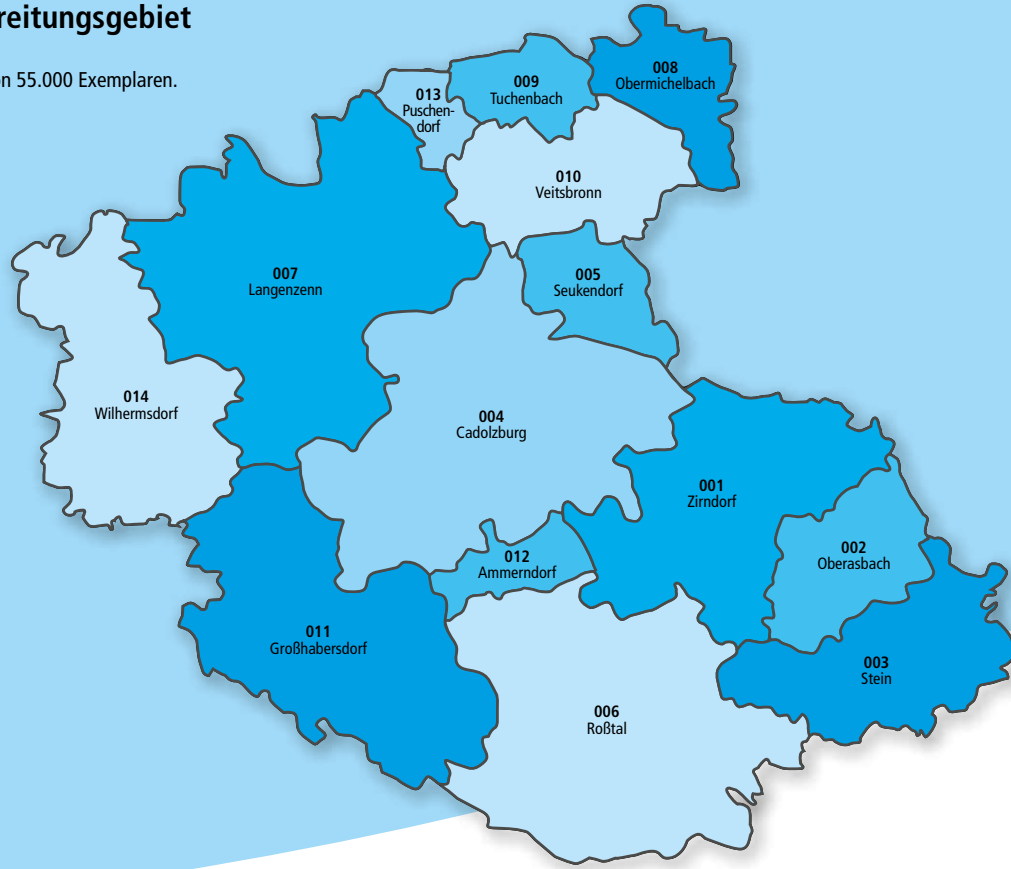 reitungsgebiet
n 55.000 Exemplaren.
008
Obermichelbach
009
Tuchenbach
013
Puschen-
dorf
010
Veitsbronn
007
Langenzenn
005
Seukendorf
014
Wilhermsdorf
004
Cadolzburg
001
Zirndorf
002
Oberasbach
012
Ammerndorf
011
Großhabersdorf
003
Stein
006
Roßtal